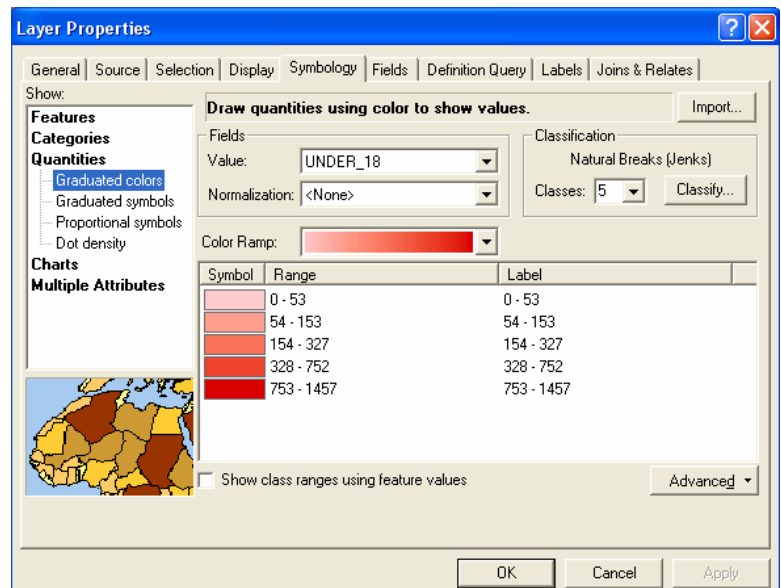 Layer Properties
General Source Selection Display Symbology Fields Definition Query Labels Joins & Relates
Show:
Features
Categories
Quantities
Graduated colors
Graduated symbols
Proportional symbols
Dot density
Charts
Multiple Attributes
Draw quantities using color to show values.
Import...
Fields
Value: UNDER_18
Normalization: <None>
Classification
Natural Breaks (Jenks)
Classes: 5 Classify...
Color Ramp:
Symbol Range Label
0 - 53 0 - 53
54 - 153 54 - 153
154 - 327 154 - 327
328 - 752 328 - 752
753 - 1457 753 - 1457
Show class ranges using feature values
Advanced
OK Cancel Apply